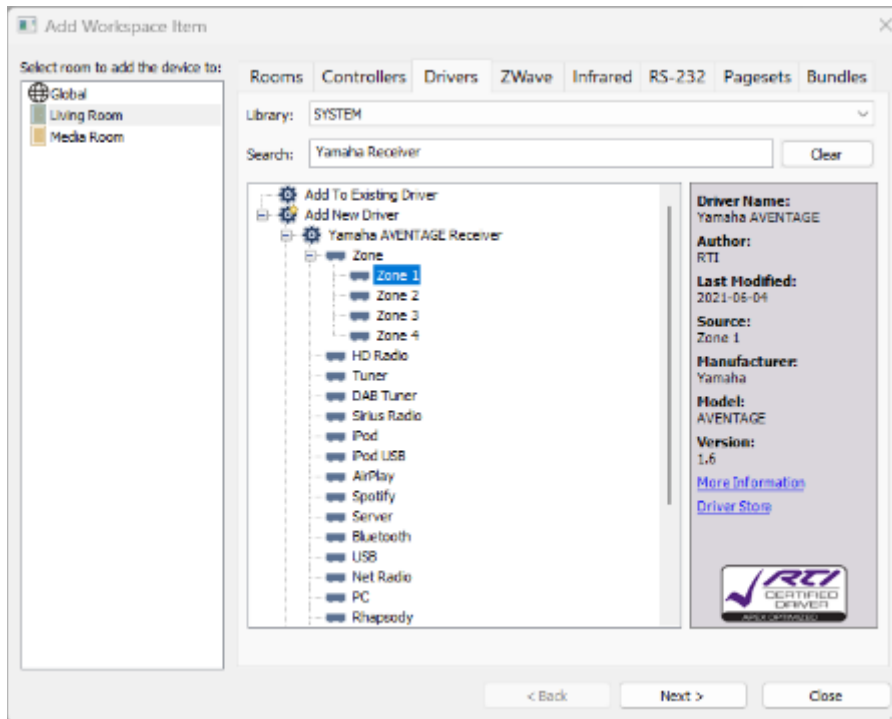 Add Workspace Item
Select room to add the device to:
Global
Living Room
Media Room
Rooms Controllers Drivers ZWave Infrared RS-232 Pagesets Bundles
Library: SYSTEM
Search: Yamaha Receiver Clear
Add To Existing Driver
Add New Driver
Yamaha AVENTAGE Receiver
Zone
Zone 1
Zone 2
Zone 3
Zone 4
HD Radio
Tuner
DAB Tuner
Sirius Radio
iPod
iPod USB
AirPlay
Spotify
Server
Bluetooth
USB
Net Radio
PC
Rhapsody
Driver Name:
Yamaha AVENTAGE
Author:
RTI
Last Modified:
2021-06-04
Source:
Zone 1
Manufacturer:
Yamaha
Model:
AVENTAGE
Version:
1.6
More Information
Driver Store
RTI
CERTIFIED
DRIVER
APEX OPTIMIZED
< Back Next > Close